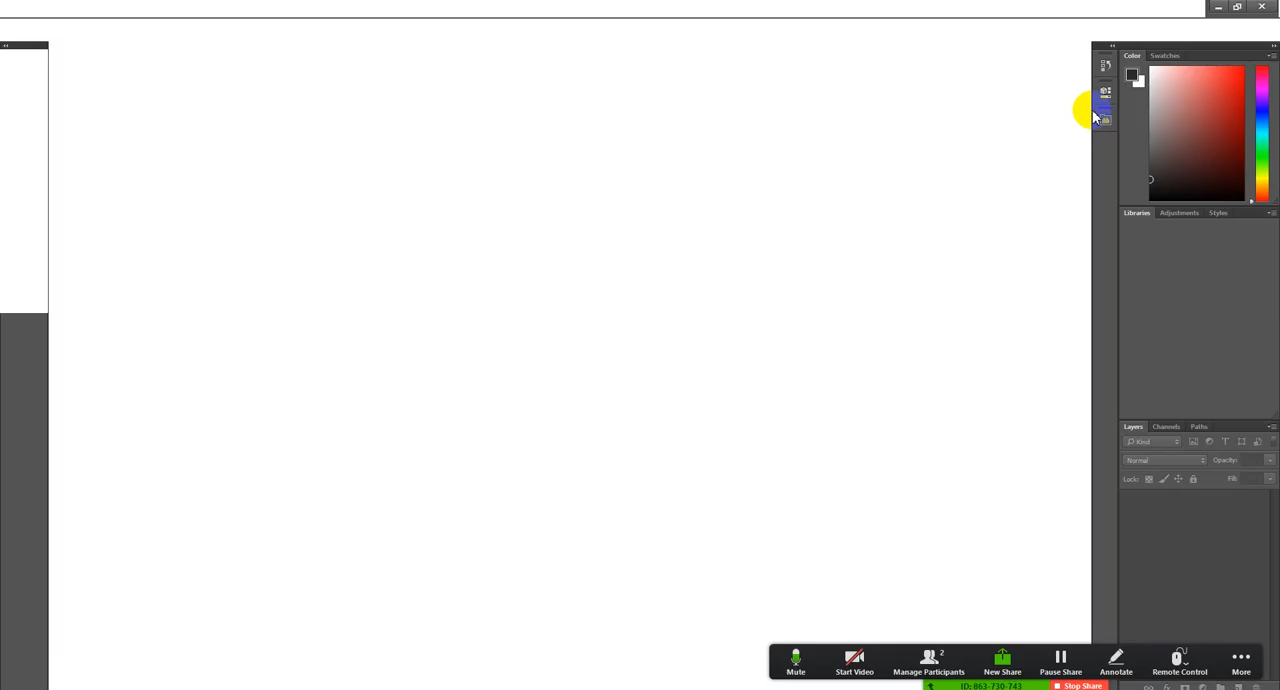 Color Swatches
Libraries Adjustments Styles
Layers Channels Paths
Kind
Normal Opacity:
Lock: Fill:
Mute Start Video Manage Participants 2 New Share Pause Share Annotate Remote Control More
ID: 863-730-743 Stop Share